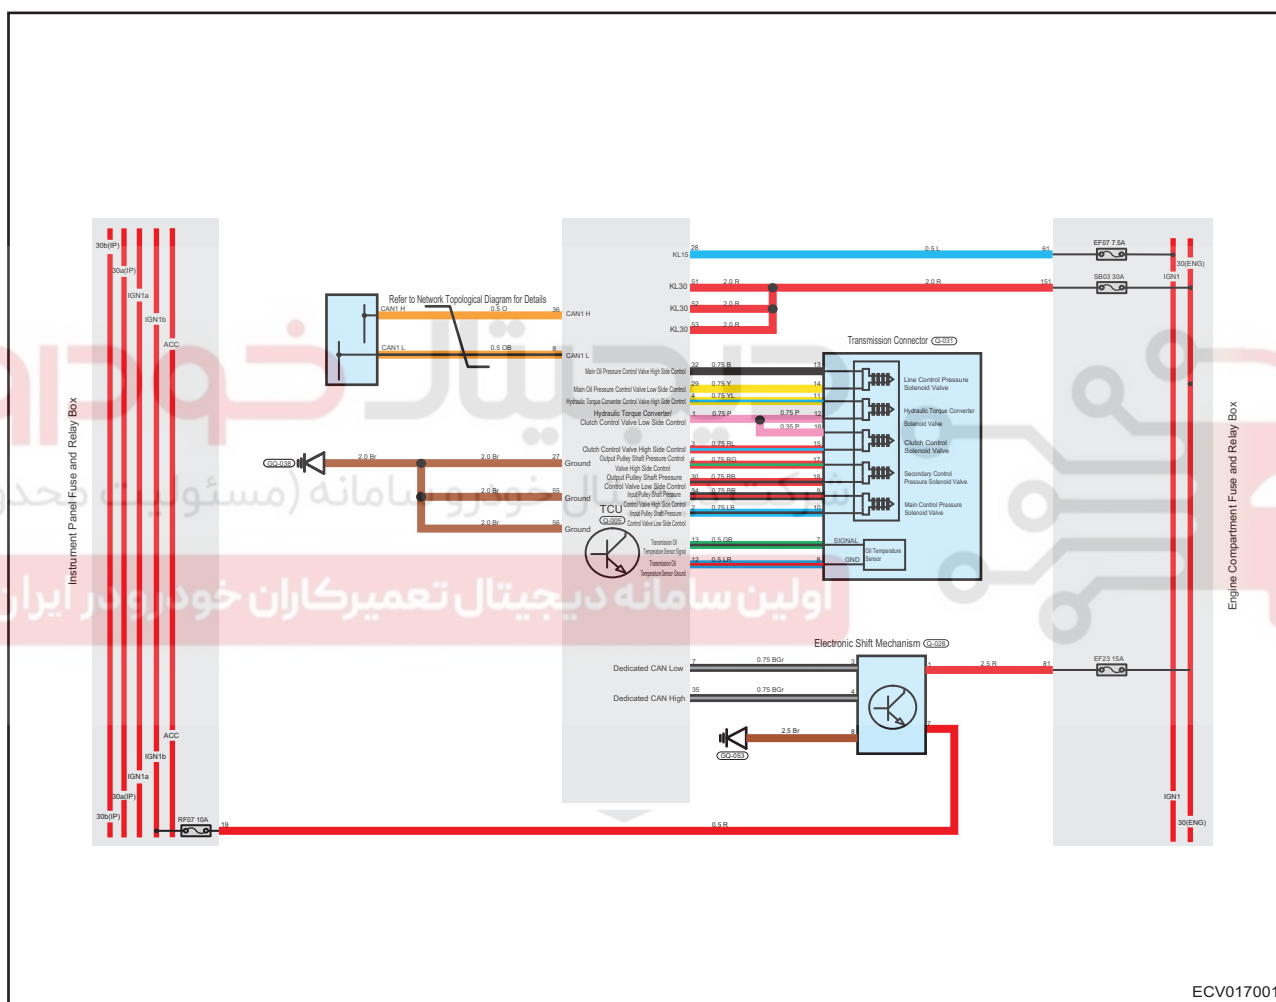 30b(IP)
30a(IP)
IGN1a
IGN1b
ACC
Instrument Panel Fuse and Relay Box
ACC
IGN1b
IGN1a
30a(IP)
30b(IP)
RF07 10A
19
0.5 R
Refer to Network Topological Diagram for Details
CAN1 H
0.5 O
36
CAN1 H
CAN1 L
0.5 OB
8
CAN1 L
GQ-038
2.0 Br
2.0 Br
27
Ground
2.0 Br
55
Ground
2.0 Br
56
Ground
TCU
Q-005
KL15
28
0.5 L
61
EF07 7.5A
30(ENG)
IGN1
KL30
51
2.0 R
2.0 R
151
SB03 30A
KL30
52
2.0 R
KL30
53
2.0 R
Transmission Connector
Q-031
Main Oil Pressure Control Valve High Side Control
32
0.75 B
13
Main Oil Pressure Control Valve Low Side Control
29
0.75 Y
14
Line Control Pressure
Solenoid Valve
Hydraulic Torque Converter Control Valve High Side Control
4
0.75 YL
11
Hydraulic Torque Converter/
Clutch Control Valve Low Side Control
1
0.75 P
0.75 P
12
0.35 P
16
Hydraulic Torque Converter
Solenoid Valve
Clutch Control Valve High Side Control
3
0.75 RL
15
Clutch Control
Solenoid Valve
Output Pulley Shaft Pressure Control
Valve High Side Control
6
0.75 RG
17
Output Pulley Shaft Pressure
Control Valve Low Side Control
30
0.75 RB
18
Secondary Control
Pressure Solenoid Valve
Input Pulley Shaft Pressure
Control Valve High Side Control
34
0.75 BR
9
Input Pulley Shaft Pressure
Control Valve Low Side Control
2
0.75 LB
10
Main Control Pressure
Solenoid Valve
Transmission Oil
Temperature Sensor Signal
13
0.5 GB
7
SIGNAL
Transmission Oil
Temperature Sensor Ground
12
0.5 LR
8
GND
Oil Temperature
Sensor
Electronic Shift Mechanism
Q-028
Dedicated CAN Low
7
0.75 BGr
3
Dedicated CAN High
35
0.75 BGr
4
GQ-053
2.5 Br
8
1
2.5 R
81
EF23 15A
7
Engine Compartment Fuse and Relay Box
IGN1
30(ENG)
دیجیتال خودرو
شرکت دیجیتال خودرو سامانه (مسئولیت محدود
اولین سامانه دیجیتال تعمیرکاران خودرو در ایران
ECV017001